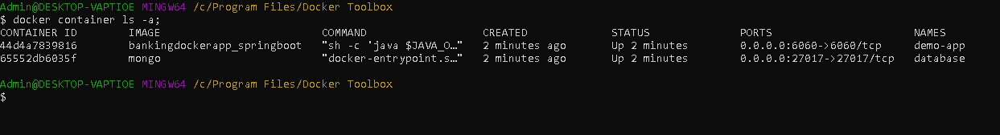 Admin@DESKTOP-VAPTIOE MINGW64 /c/Program Files/Docker Toolbox
$ docker container ls -a;
CONTAINER ID IMAGE COMMAND CREATED STATUS PORTS NAMES
44d4a7839816 bankingdockerapp_springboot "sh -c 'java $JAVA_O…" 2 minutes ago Up 2 minutes 0.0.0.0:6060->6060/tcp demo-app
65552db6035f mongo "docker-entrypoint.s…" 2 minutes ago Up 2 minutes 0.0.0.0:27017->27017/tcp database
Admin@DESKTOP-VAPTIOE MINGW64 /c/Program Files/Docker Toolbox
$